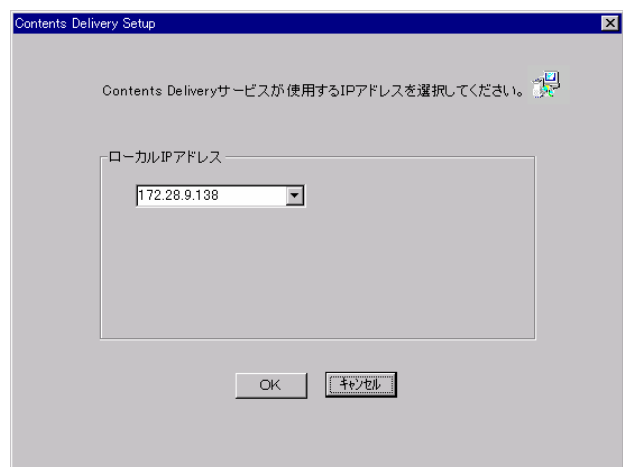 Contents Delivery Setup
Contents Deliveryサービスが使用するIPアドレスを選択してください。
ローカルIPアドレス
172.28.9.138
OK
ｷｬﾝｾﾙ